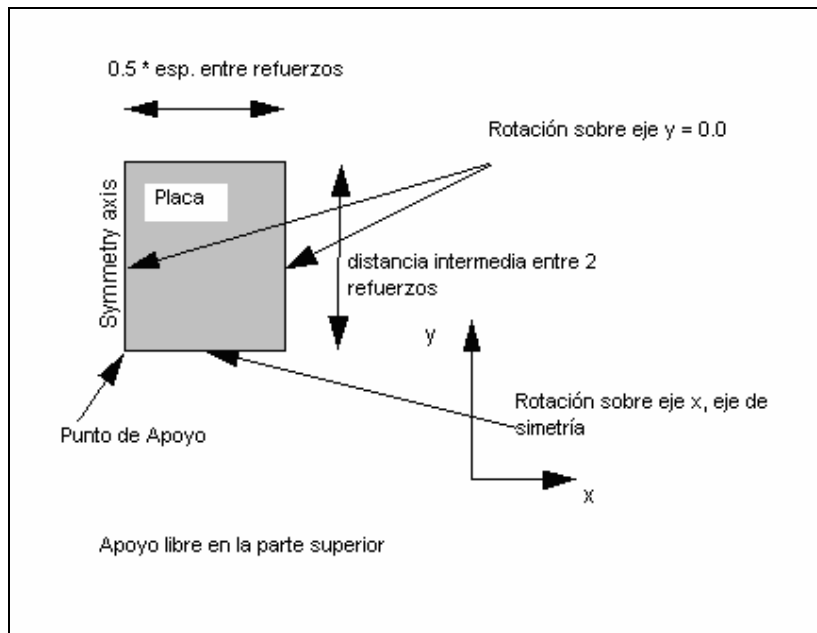 0.5 * esp. entre refuerzos
Rotación sobre eje y = 0.0
Placa
Symmetry axis
distancia intermedia entre 2
refuerzos
y
Rotación sobre eje x, eje de
simetría
Punto de Apoyo
x
Apoyo libre en la parte superior